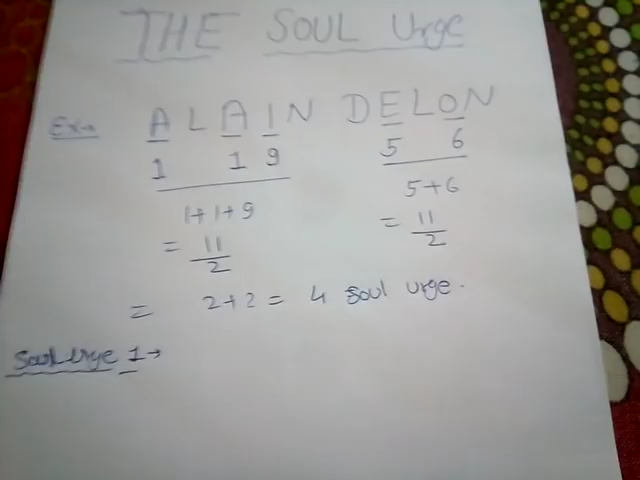 THE SOUL Urge
Ex→ ALAIN DELON
1 1 9 5 6
1+1+9 5+6
= 11/2 = 11/2
= 2+2 = 4 soul urge.
Soul Urge 1→